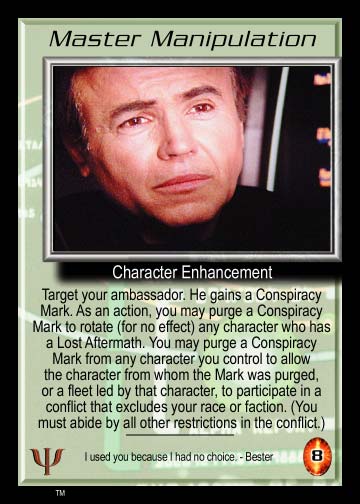 Master Manipulation
Character Enhancement
Target your ambassador. He gains a Conspiracy
Mark. As an action, you may purge a Conspiracy
Mark to rotate (for no effect) any character who has
a Lost Aftermath. You may purge a Conspiracy
Mark from any character you control to allow
the character from whom the Mark was purged,
or a fleet led by that character, to participate in a
conflict that excludes your race or faction. (You
must abide by all other restrictions in the conflict.)
I used you because I had no choice. - Bester
8
TM